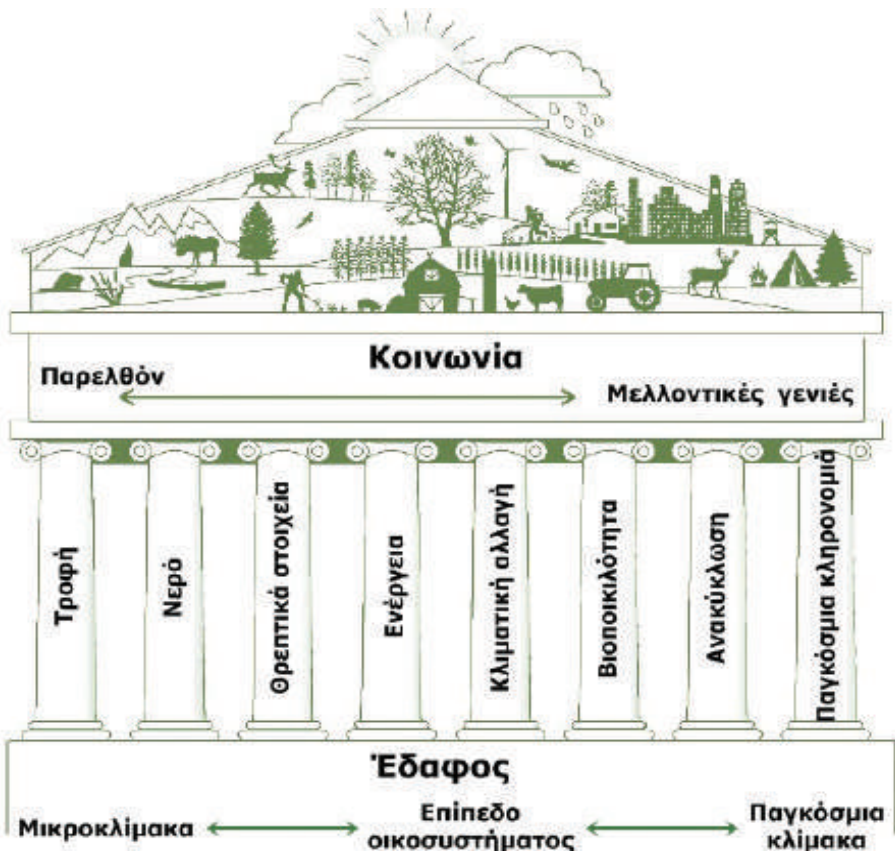 Κοινωνία
Παρελθόν
Μελλοντικές γενιές
Τροφή
Νερό
Θρεπτικά στοιχεία
Ενέργεια
Κλιματική αλλαγή
Βιοποικιλότητα
Ανακύκλωση
Παγκόσμια κληρονομιά
Έδαφος
Μικροκλίμακα
Επίπεδο
οικοσυστήματος
Παγκόσμια
κλίμακα